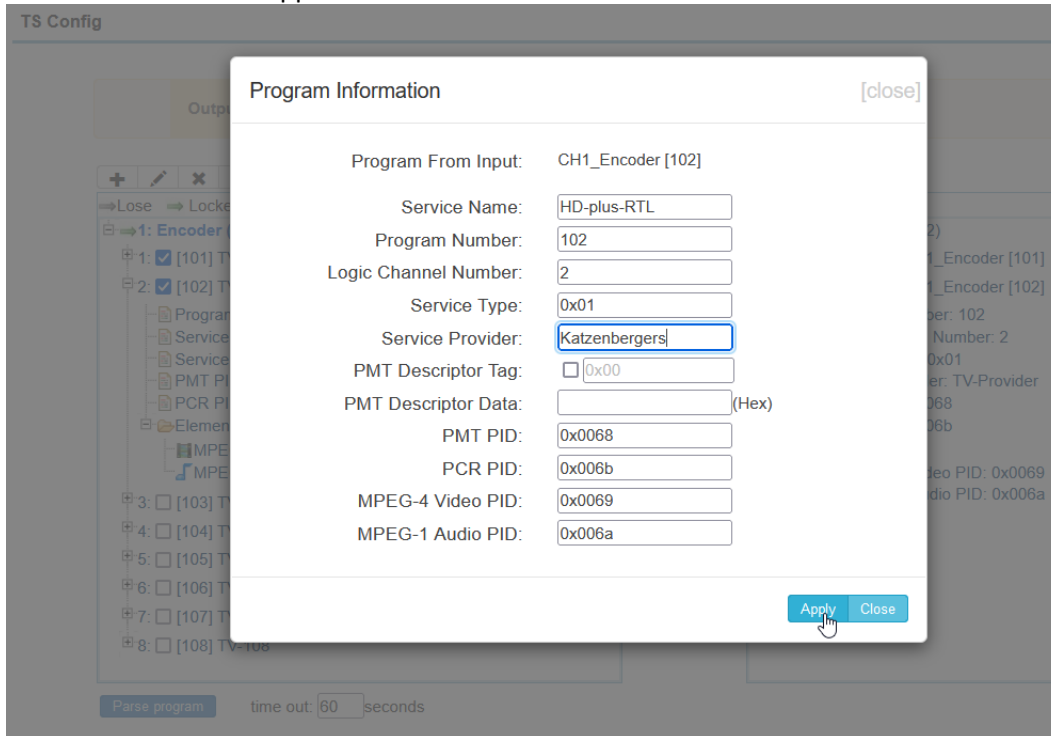 TS Config
Outpu
Program Information
[close]
Program From Input: CH1_Encoder [102]
Service Name: HD-plus-RTL
Program Number: 102
Logic Channel Number: 2
Service Type: 0x01
Service Provider: Katzenbergers
PMT Descriptor Tag: 0x00
PMT Descriptor Data: (Hex)
PMT PID: 0x0068
PCR PID: 0x006b
MPEG-4 Video PID: 0x0069
MPEG-1 Audio PID: 0x006a
Apply Close
Lose Locke
1: Encoder (
1: [101] T
2: [102] T
Program
Service
Service
PMT PI
PCR PI
Elemen
MPE
MPE
3: [103] T
4: [104] T
5: [105] T
6: [106] T
7: [107] T
8: [108] TV-108
2)
1_Encoder [101]
1_Encoder [102]
ber: 102
Number: 2
0x01
er: TV-Provider
068
06b
deo PID: 0x0069
dio PID: 0x006a
Parse program time out: 60 seconds